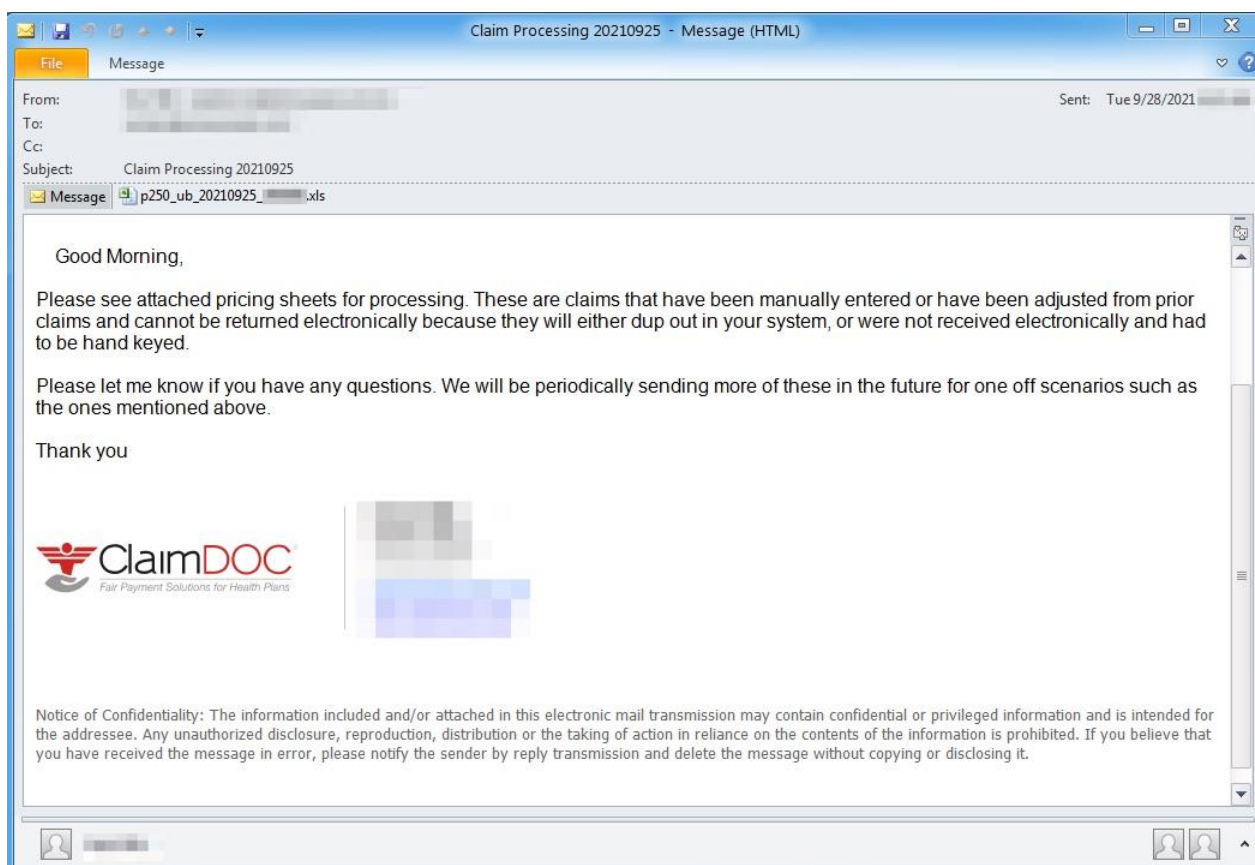 Claim Processing 20210925 - Message (HTML)
File Message
From:
Sent: Tue 9/28/2021
To:
Cc:
Subject: Claim Processing 20210925
Message p250_ub_20210925_ .xls
Good Morning,
Please see attached pricing sheets for processing. These are claims that have been manually entered or have been adjusted from prior
claims and cannot be returned electronically because they will either dup out in your system, or were not received electronically and had
to be hand keyed.
Please let me know if you have any questions. We will be periodically sending more of these in the future for one off scenarios such as
the ones mentioned above.
Thank you
ClaimDOC
Fair Payment Solutions for Health Plans
Notice of Confidentiality: The information included and/or attached in this electronic mail transmission may contain confidential or privileged information and is intended for
the addressee. Any unauthorized disclosure, reproduction, distribution or the taking of action in reliance on the contents of the information is prohibited. If you believe that
you have received the message in error, please notify the sender by reply transmission and delete the message without copying or disclosing it.